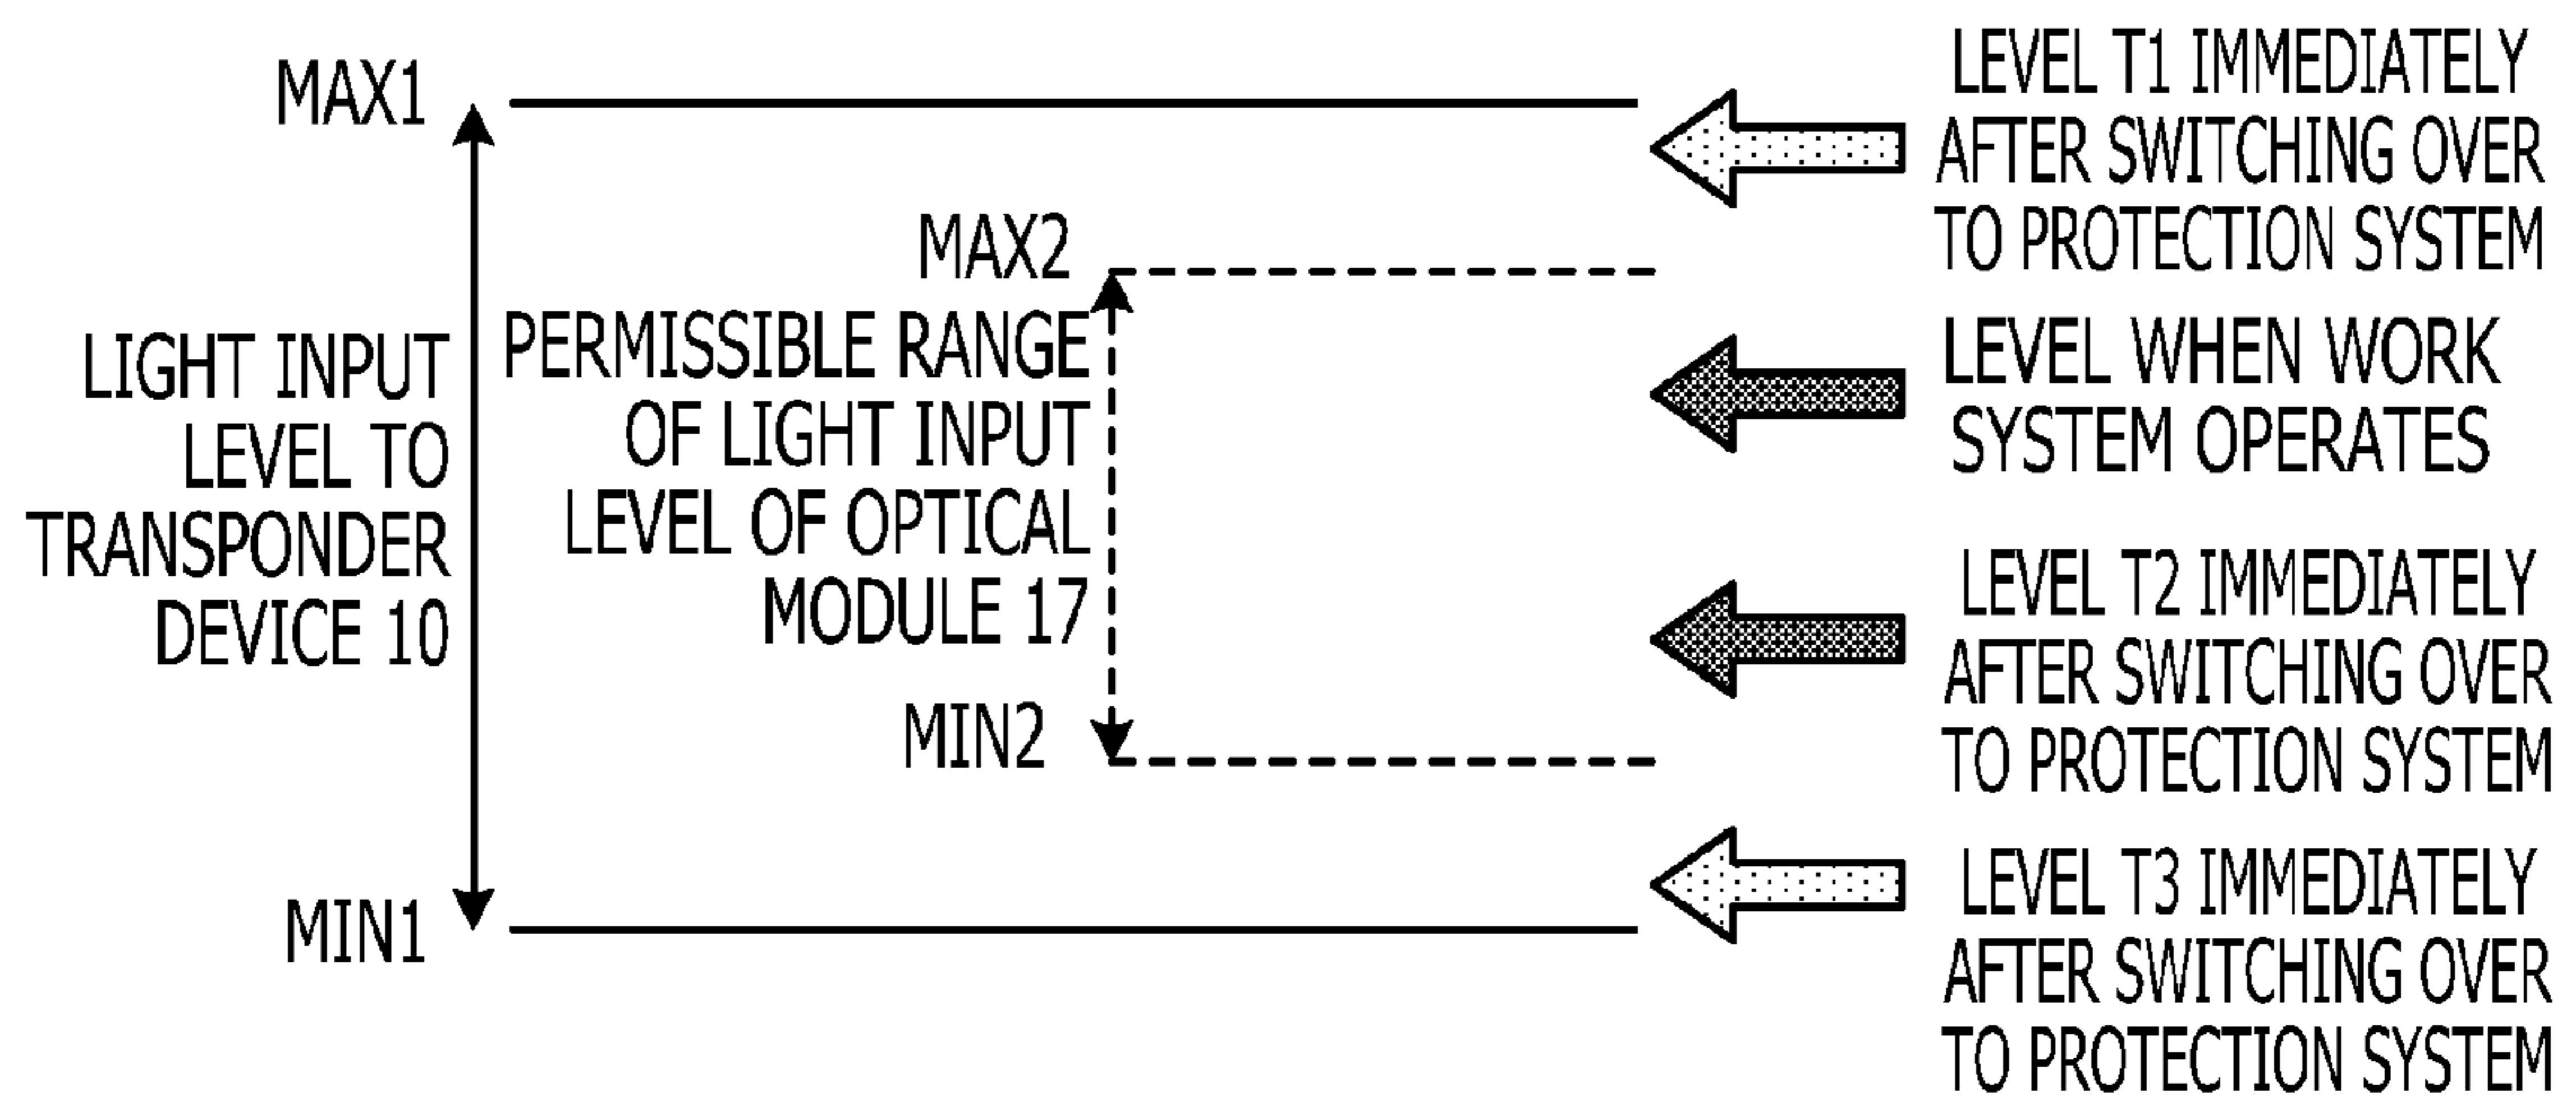 MAX1
LIGHT INPUT
LEVEL TO
TRANSPONDER
DEVICE 10
MIN1
MAX2
PERMISSIBLE RANGE
OF LIGHT INPUT
LEVEL OF OPTICAL
MODULE 17
MIN2
LEVEL T1 IMMEDIATELY
AFTER SWITCHING OVER
TO PROTECTION SYSTEM
LEVEL WHEN WORK
SYSTEM OPERATES
LEVEL T2 IMMEDIATELY
AFTER SWITCHING OVER
TO PROTECTION SYSTEM
LEVEL T3 IMMEDIATELY
AFTER SWITCHING OVER
TO PROTECTION SYSTEM